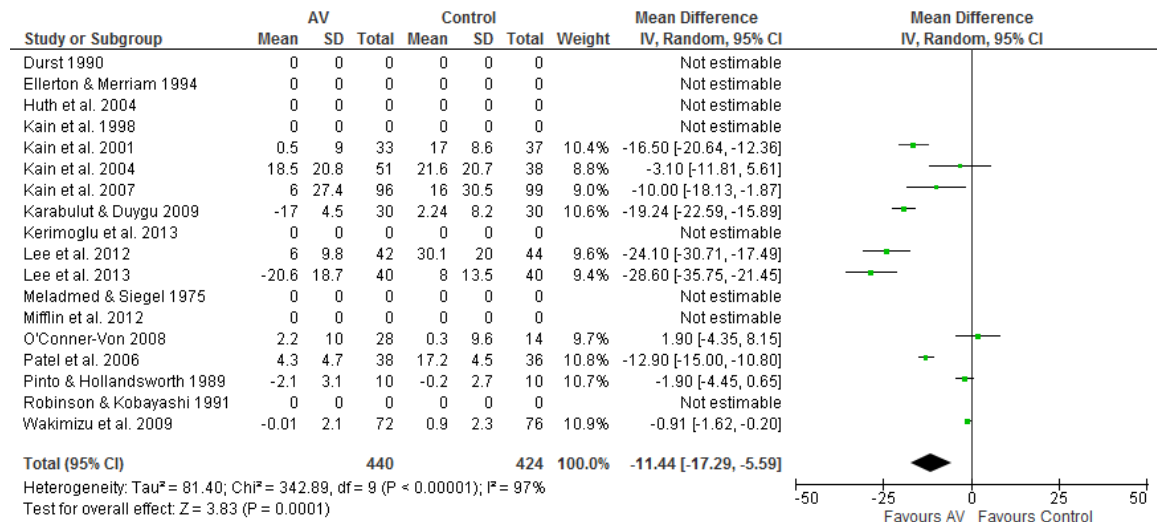 AV Control Mean Difference Mean Difference
Study or Subgroup Mean SD Total Mean SD Total Weight IV, Random, 95% CI IV, Random, 95% CI
Durst 1990 0 0 0 0 0 0 Not estimable
Ellerton & Merriam 1994 0 0 0 0 0 0 Not estimable
Huth et al. 2004 0 0 0 0 0 0 Not estimable
Kain et al. 1998 0 0 0 0 0 0 Not estimable
Kain et al. 2001 0.5 9 33 17 8.6 37 10.4% -16.50 [-20.64, -12.36]
Kain et al. 2004 18.5 20.8 51 21.6 20.7 38 8.8% -3.10 [-11.81, 5.61]
Kain et al. 2007 6 27.4 96 16 30.5 99 9.0% -10.00 [-18.13, -1.87]
Karabulut & Duygu 2009 -17 4.5 30 2.24 8.2 30 10.6% -19.24 [-22.59, -15.89]
Kerimoglu et al. 2013 0 0 0 0 0 0 Not estimable
Lee et al. 2012 6 9.8 42 30.1 20 44 9.6% -24.10 [-30.71, -17.49]
Lee et al. 2013 -20.6 18.7 40 8 13.5 40 9.4% -28.60 [-35.75, -21.45]
Meladmed & Siegel 1975 0 0 0 0 0 0 Not estimable
Mifflin et al. 2012 0 0 0 0 0 0 Not estimable
O'Conner-Von 2008 2.2 10 28 0.3 9.6 14 9.7% 1.90 [-4.35, 8.15]
Patel et al. 2006 4.3 4.7 38 17.2 4.5 36 10.8% -12.90 [-15.00, -10.80]
Pinto & Hollandsworth 1989 -2.1 3.1 10 -0.2 2.7 10 10.7% -1.90 [-4.45, 0.65]
Robinson & Kobayashi 1991 0 0 0 0 0 0 Not estimable
Wakimizu et al. 2009 -0.01 2.1 72 0.9 2.3 76 10.9% -0.91 [-1.62, -0.20]
Total (95% CI) 440 424 100.0% -11.44 [-17.29, -5.59]
Heterogeneity: Tau² = 81.40; Chi² = 342.89, df = 9 (P < 0.00001); I² = 97%
Test for overall effect: Z = 3.83 (P = 0.0001)
-50 -25 0 25 50
Favours AV Favours Control